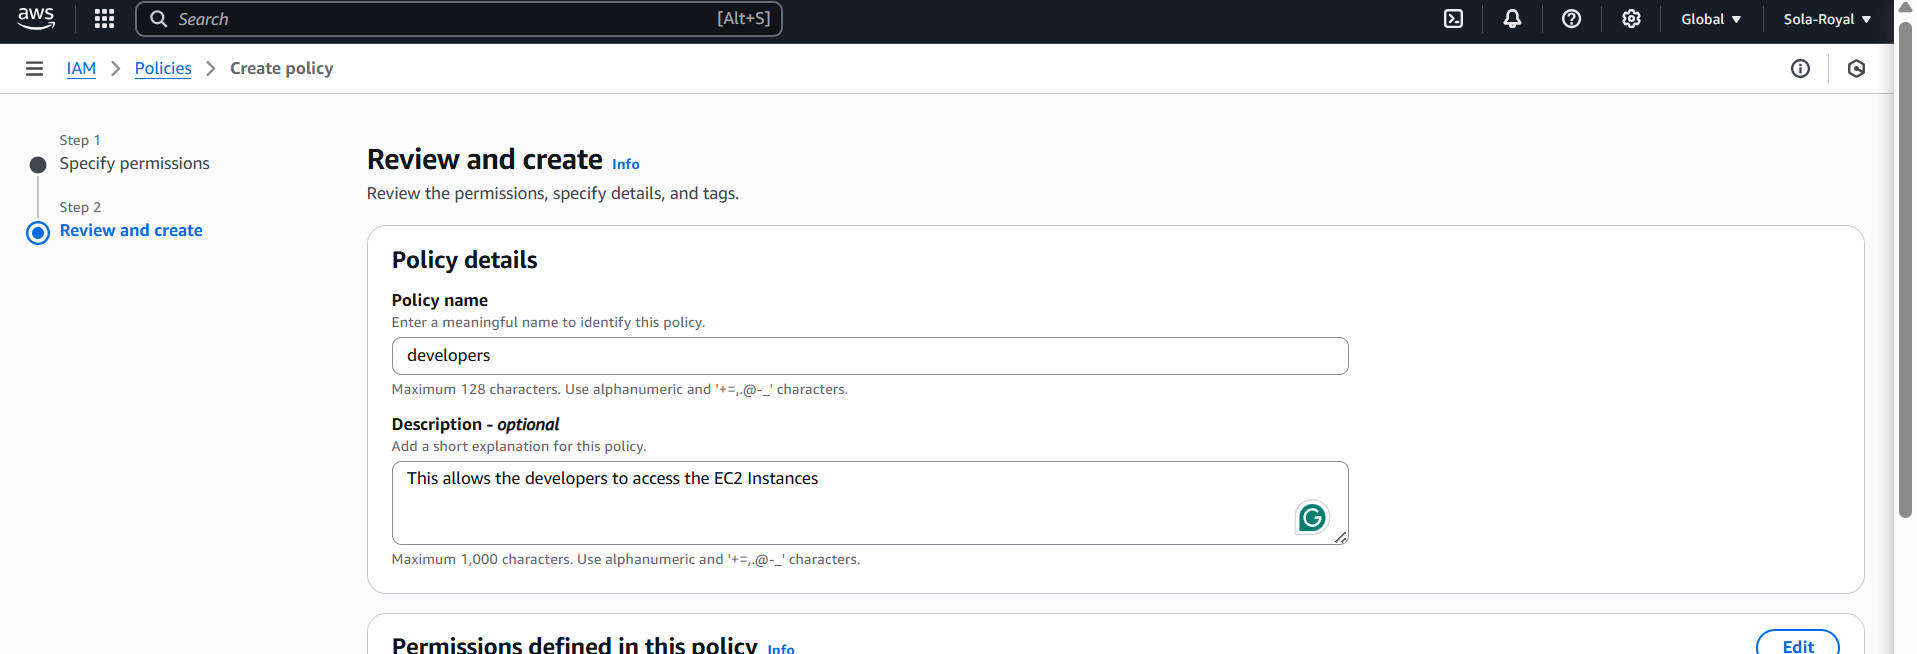 aws Search [Alt+S] Global Sola-Royal
IAM Policies Create policy
Step 1
Specify permissions
Step 2
Review and create
Review and create Info
Review the permissions, specify details, and tags.
Policy details
Policy name
Enter a meaningful name to identify this policy.
developers
Maximum 128 characters. Use alphanumeric and '+=,.@-_' characters.
Description - optional
Add a short explanation for this policy.
This allows the developers to access the EC2 Instances
Maximum 1,000 characters. Use alphanumeric and '+=,.@-_' characters.
Permissions defined in this policy Info Edit